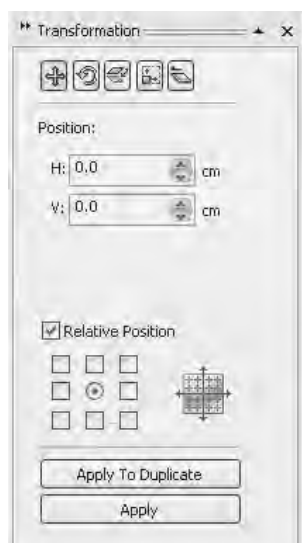 Transformation
Position:
H: 0.0 cm
V: 0.0 cm
Relative Position
Apply To Duplicate
Apply